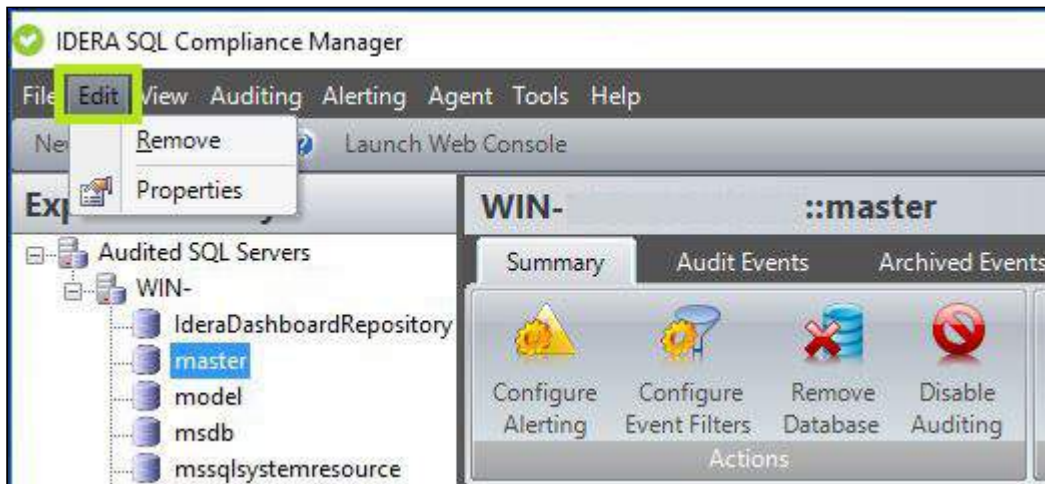 IDERA SQL Compliance Manager
File Edit View Auditing Alerting Agent Tools Help
Remove
Launch Web Console
Properties
WIN- ::master
Audited SQL Servers
Summary Audit Events Archived Events
WIN-
IderaDashboardRepository
master
model
msdb
mssqlsystemresource
Configure Alerting
Configure Event Filters
Remove Database
Disable Auditing
Actions